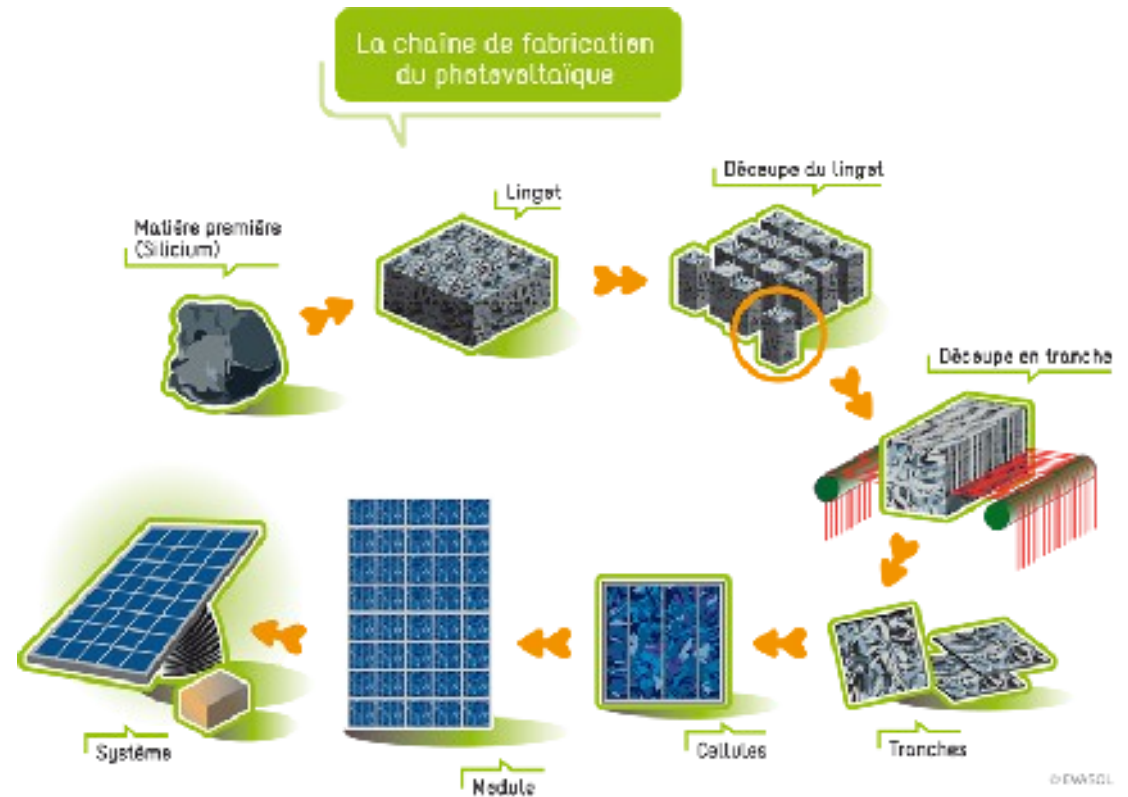 La chaîne de fabrication
du photovoltaïque
Matière première
(Silicium)
Lingot
Découpe du lingot
Découpe en tranche
Tranches
Cellules
Module
Système
© EVASOL